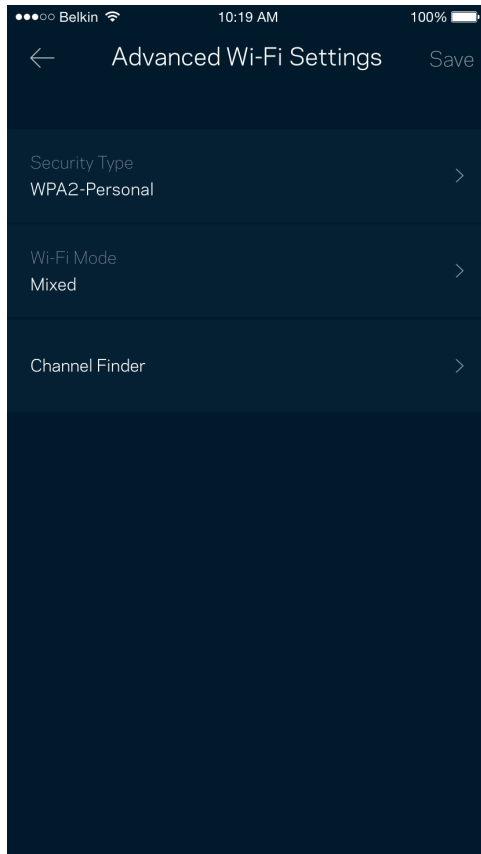 Belkin 10:19 AM 100%
Advanced Wi-Fi Settings Save
Security Type
WPA2-Personal
Wi-Fi Mode
Mixed
Channel Finder